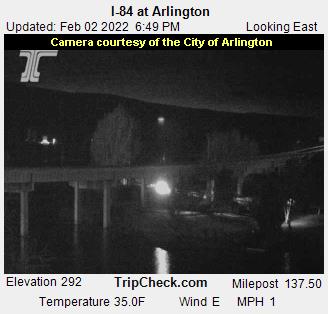 I-84 at Arlington
Updated: Feb 02 2022 6:49 PM Looking East
Camera courtesy of the City of Arlington
Elevation 292 TripCheck.com Milepost 137.50
Temperature 35.0F Wind E MPH 1